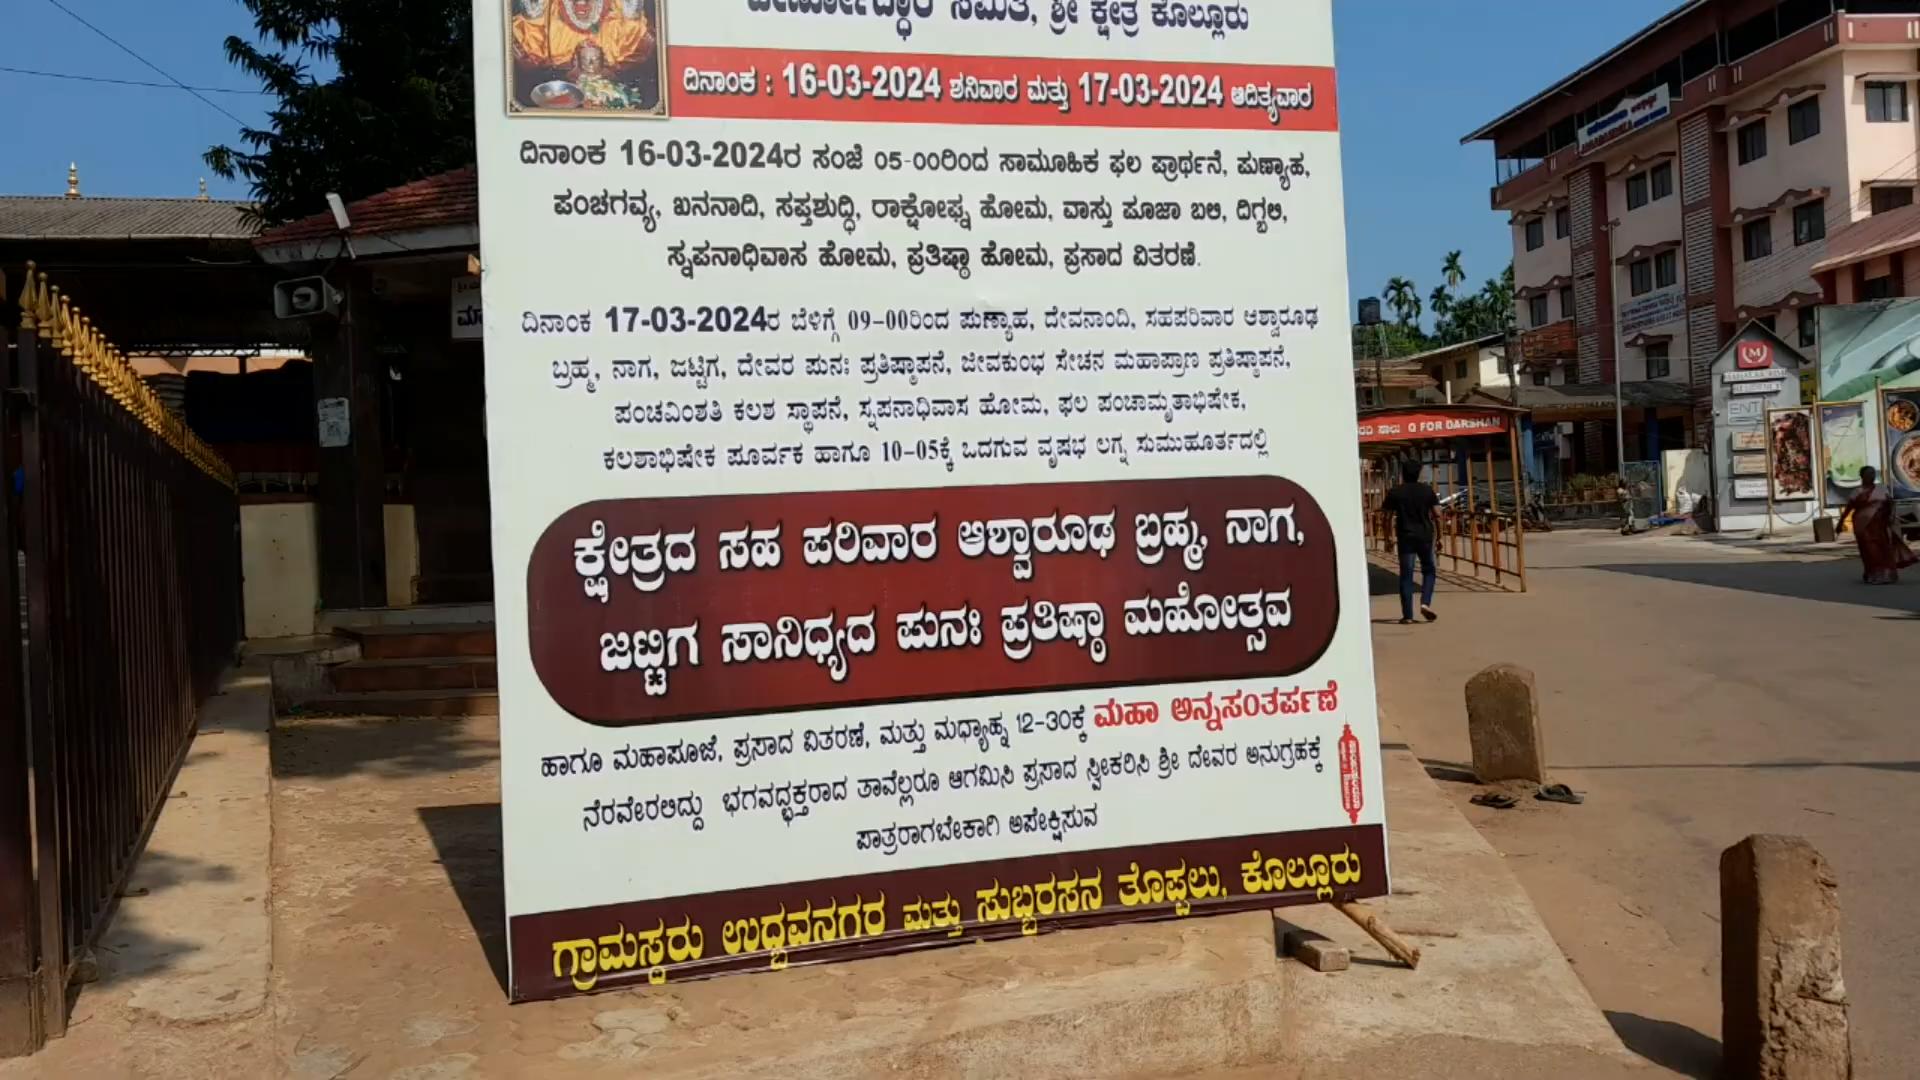 ಜೀರ್ಣೋದ್ಧಾರ ಸಮಿತಿ, ಶ್ರೀ ಕ್ಷೇತ್ರ ಕೊಲ್ಲೂರು
ದಿನಾಂಕ : 16-03-2024 ಶನಿವಾರ ಮತ್ತು 17-03-2024 ಆದಿತ್ಯವಾರ
ದಿನಾಂಕ 16-03-2024ರ ಸಂಜೆ 05-00ರಿಂದ ಸಾಮೂಹಿಕ ಫಲ ಪ್ರಾರ್ಥನೆ, ಪುಣ್ಯಾಹ,
ಪಂಚಗವ್ಯ, ಖನನಾದಿ, ಸಪ್ತಶುದ್ಧಿ, ರಾಕ್ಷೋಘ್ನ ಹೋಮ, ವಾಸ್ತು ಪೂಜಾ ಬಲಿ, ದಿಗ್ಬಲಿ,
ಸ್ನಪನಾಧಿವಾಸ ಹೋಮ, ಪ್ರತಿಷ್ಠಾ ಹೋಮ, ಪ್ರಸಾದ ವಿತರಣೆ.
ದಿನಾಂಕ 17-03-2024ರ ಬೆಳಿಗ್ಗೆ 09-00ರಿಂದ ಪುಣ್ಯಾಹ, ದೇವನಾಂದಿ, ಸಹಪರಿವಾರ ಆಶ್ವಾರೂಢ
ಬ್ರಹ್ಮ, ನಾಗ, ಜಟ್ಟಿಗ, ದೇವರ ಪುನಃ ಪ್ರತಿಷ್ಠಾಪನೆ, ಜೀವಕುಂಭ ಸೇಚನ ಮಹಾಪ್ರಾಣ ಪ್ರತಿಷ್ಠಾಪನೆ,
ಪಂಚವಿಂಶತಿ ಕಲಶ ಸ್ಥಾಪನೆ, ಸ್ನಪನಾಧಿವಾಸ ಹೋಮ, ಫಲ ಪಂಚಾಮೃತಾಭಿಷೇಕ,
ಕಲಶಾಭಿಷೇಕ ಪೂರ್ವಕ ಹಾಗೂ 10-05ಕ್ಕೆ ಒದಗುವ ವೃಷಭ ಲಗ್ನ ಸುಮುಹೂರ್ತದಲ್ಲಿ
ಕ್ಷೇತ್ರದ ಸಹ ಪರಿವಾರ ಆಶ್ವಾರೂಢ ಬ್ರಹ್ಮ, ನಾಗ,
ಜಟ್ಟಿಗ ಸಾನಿಧ್ಯದ ಪುನಃ ಪ್ರತಿಷ್ಠಾ ಮಹೋತ್ಸವ
ಹಾಗೂ ಮಹಾಪೂಜೆ, ಪ್ರಸಾದ ವಿತರಣೆ, ಮತ್ತು ಮಧ್ಯಾಹ್ನ 12-30ಕ್ಕೆ ಮಹಾ ಅನ್ನಸಂತರ್ಪಣೆ
ನೆರವೇರಲಿದ್ದು ಭಗವದ್ಭಕ್ತರಾದ ತಾವೆಲ್ಲರೂ ಆಗಮಿಸಿ ಪ್ರಸಾದ ಸ್ವೀಕರಿಸಿ ಶ್ರೀ ದೇವರ ಅನುಗ್ರಹಕ್ಕೆ
ಪಾತ್ರರಾಗಬೇಕಾಗಿ ಅಪೇಕ್ಷಿಸುವ
ಗ್ರಾಮಸ್ಥರು ಉದ್ಭವನಗರ ಮತ್ತು ಸುಬ್ಬರಸನ ತೊಪ್ಪಲು, ಕೊಲ್ಲೂರು
ಸಾಲು Q FOR DARSHAN
M